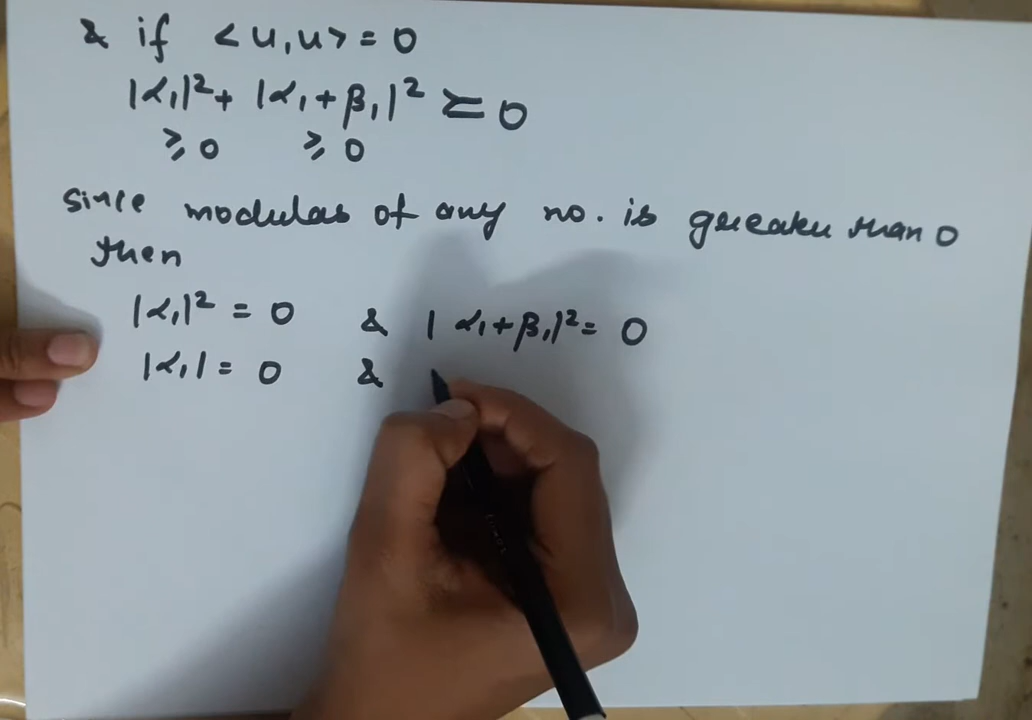 & if <u,u> = 0
|α₁|² + |α₁ + β₁|² = 0
≥ 0 ≥ 0
Since modulas of any no. is greater than 0
then
|α₁|² = 0 & | α₁ + β₁|² = 0
|α₁| = 0 &